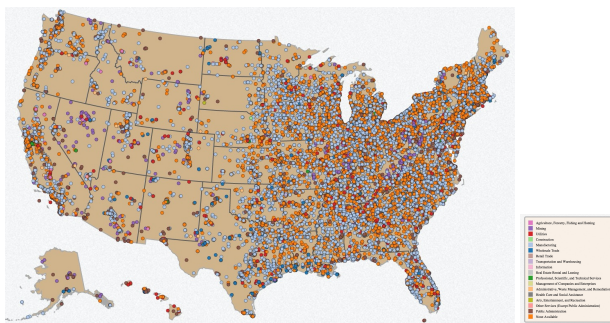 Agriculture, Forestry, Fishing and Hunting
Mining
Utilities
Construction
Manufacturing
Wholesale Trade
Retail Trade
Transportation and Warehousing
Information
Real Estate Rental and Leasing
Professional, Scientific, and Technical Services
Management of Companies and Enterprises
Administrative, Waste Management, and Remediation
Health Care and Social Assistance
Arts, Entertainment, and Recreation
Other Services (Except Public Administration)
Public Administration
None Available